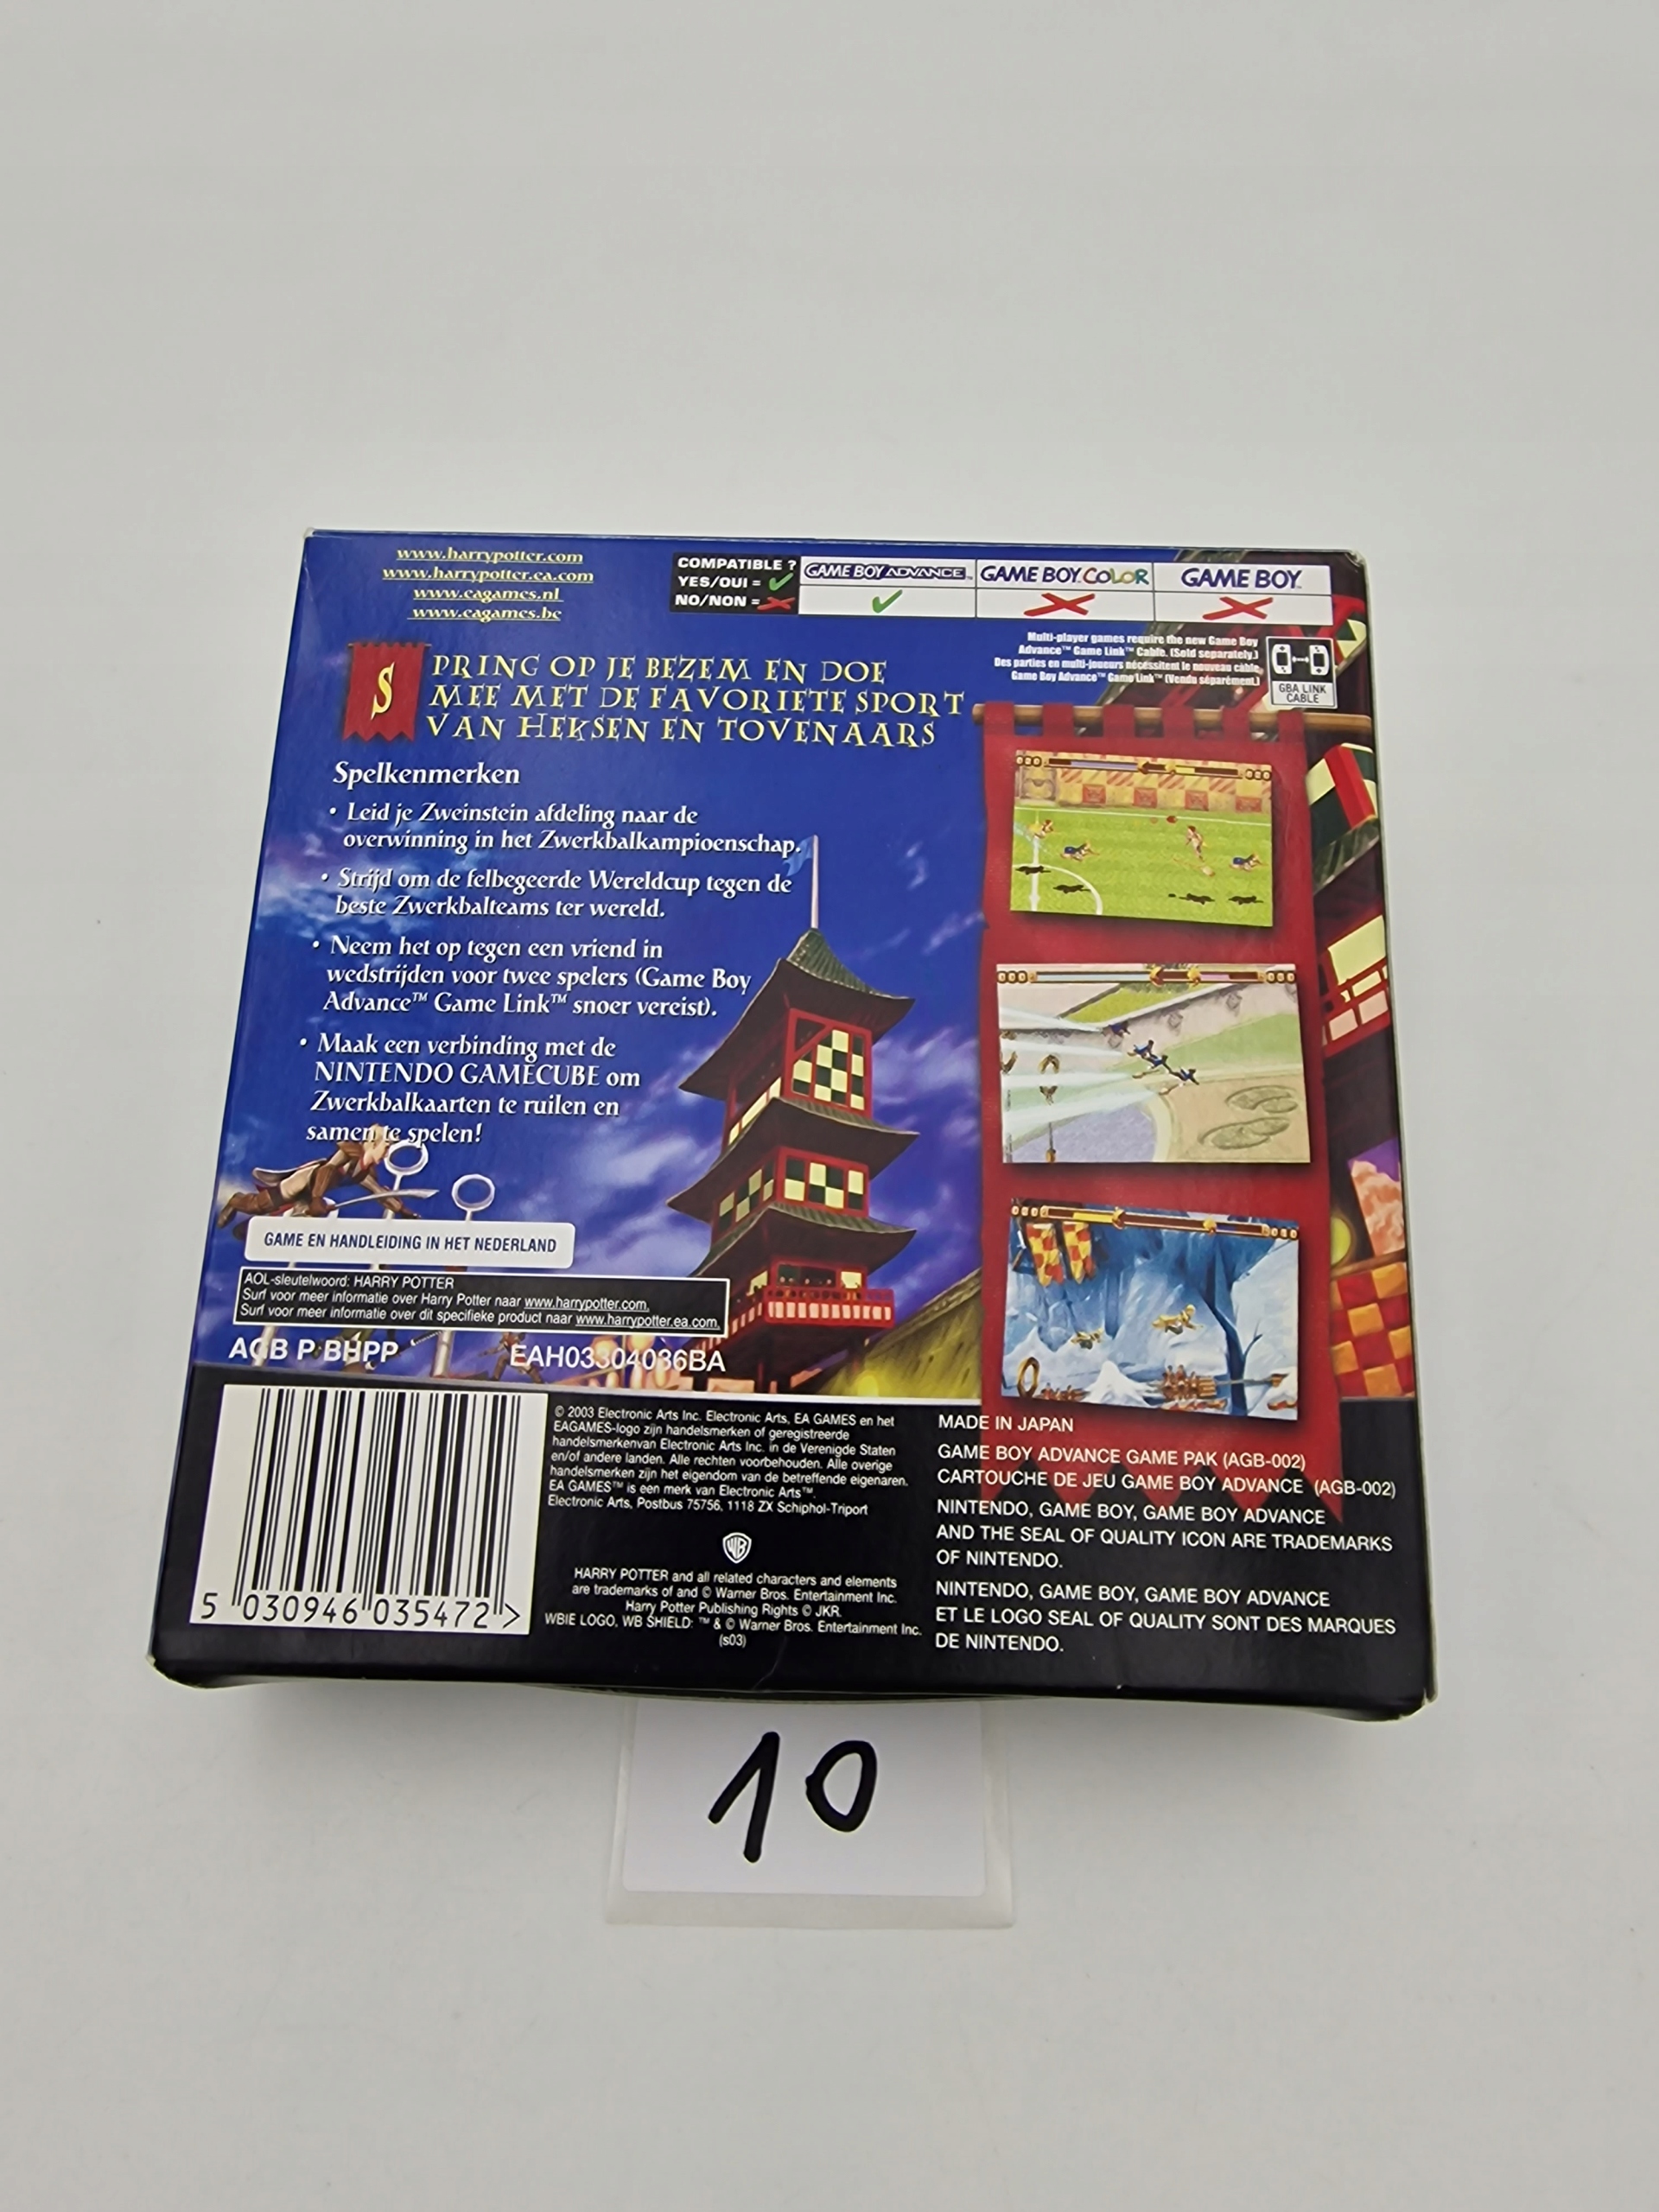 www.harrypotter.com
www.harrypotter.ea.com
www.eagames.nl
www.eagames.be
COMPATIBLE ?
YES/OUI =
NO/NON =
GAME BOY ADVANCE™
GAME BOY COLOR
GAME BOY™
Multi-player games require the new Game Boy
Advance™ Game Link™ Cable. (Sold separately.)
Des parties en multi-joueurs nécessitent le nouveau câble
Game Boy Advance™ Game Link™ (Vendu séparément.)
GBA LINK
CABLE
SPRING OP JE BEZEM EN DOE
MEE MET DE FAVORIETE SPORT
VAN HEKSEN EN TOVENAARS
Spelkenmerken
• Leid je Zweinstein afdeling naar de
overwinning in het Zwerkbalkampioenschap.
• Strijd om de felbegeerde Wereldcup tegen de
beste Zwerkbalteams ter wereld.
• Neem het op tegen een vriend in
wedstrijden voor twee spelers (Game Boy
Advance™ Game Link™ snoer vereist).
• Maak een verbinding met de
NINTENDO GAMECUBE om
Zwerkbalkaarten te ruilen en
samen te spelen!
GAME EN HANDLEIDING IN HET NEDERLAND
AOL-sleutelwoord: HARRY POTTER
Surf voor meer informatie over Harry Potter naar www.harrypotter.com.
Surf voor meer informatie over dit specifieke product naar www.harrypotter.ea.com.
AGB P BHPP
EAH03304036BA
5 030946 035472 >
© 2003 Electronic Arts Inc. Electronic Arts, EA GAMES en het
EAGAMES-logo zijn handelsmerken of geregistreerde
handelsmerkenvan Electronic Arts Inc. in de Verenigde Staten
en/of andere landen. Alle rechten voorbehouden. Alle overige
handelsmerken zijn het eigendom van de betreffende eigenaren.
EA GAMES™ is een merk van Electronic Arts™.
Electronic Arts, Postbus 75756, 1118 ZX Schiphol-Triport
WB
HARRY POTTER and all related characters and elements
are trademarks of and © Warner Bros. Entertainment Inc.
Harry Potter Publishing Rights © JKR.
WBIE LOGO, WB SHIELD: ™ & © Warner Bros. Entertainment Inc.
(s03)
MADE IN JAPAN
GAME BOY ADVANCE GAME PAK (AGB-002)
CARTOUCHE DE JEU GAME BOY ADVANCE (AGB-002)
NINTENDO, GAME BOY, GAME BOY ADVANCE
AND THE SEAL OF QUALITY ICON ARE TRADEMARKS
OF NINTENDO.
NINTENDO, GAME BOY, GAME BOY ADVANCE
ET LE LOGO SEAL OF QUALITY SONT DES MARQUES
DE NINTENDO.
10